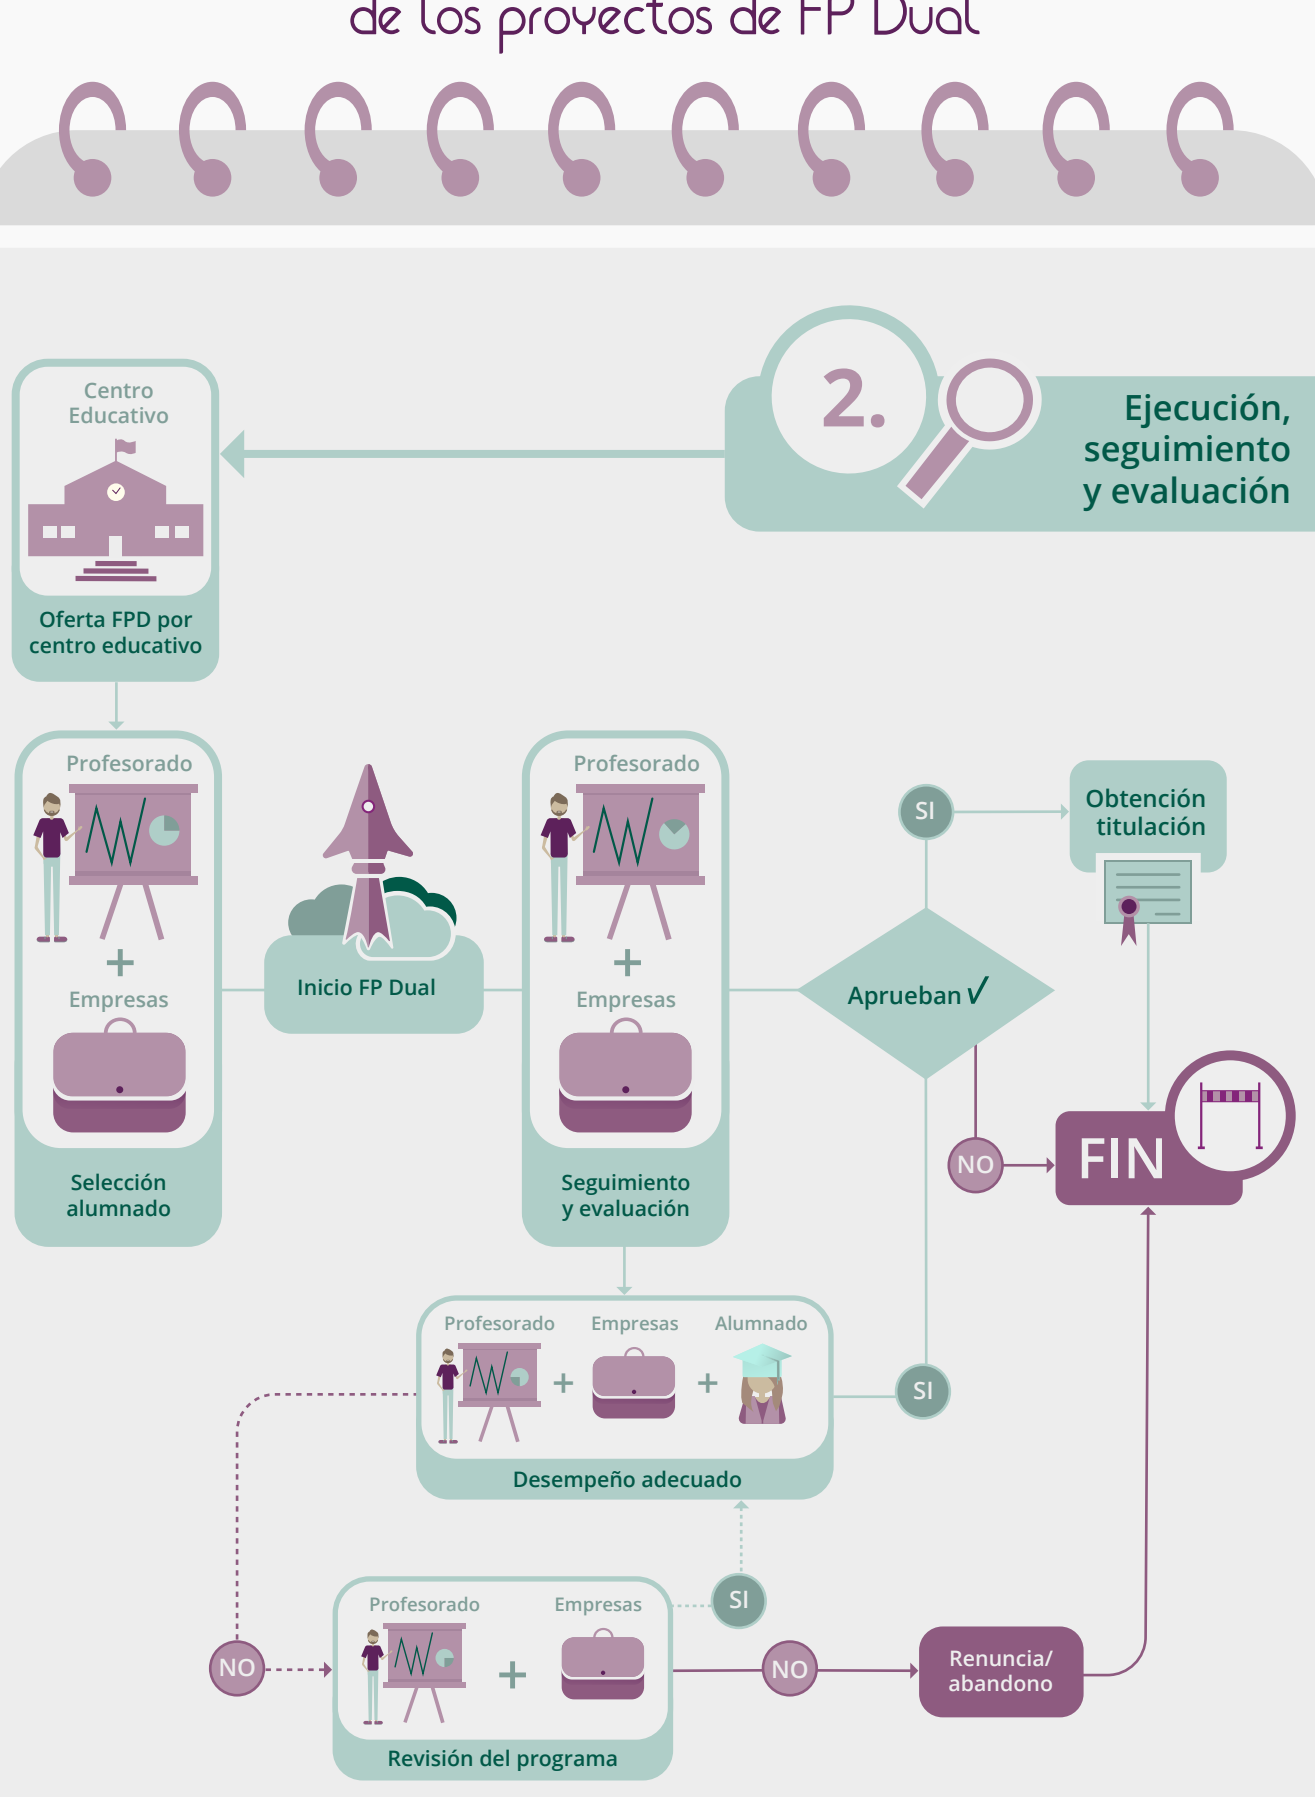 de los proyectos de FP Dual
2.
Ejecución,
seguimiento
y evaluación
Centro
Educativo
Oferta FPD por
centro educativo
Profesorado
+
Empresas
Selección
alumnado
Inicio FP Dual
Profesorado
+
Empresas
Seguimiento
y evaluación
Aprueban ✓
SI
Obtención
titulación
NO
FIN
Profesorado
+
Empresas
+
Alumnado
Desempeño adecuado
SI
NO
Profesorado
+
Empresas
Revisión del programa
SI
NO
Renuncia/
abandono